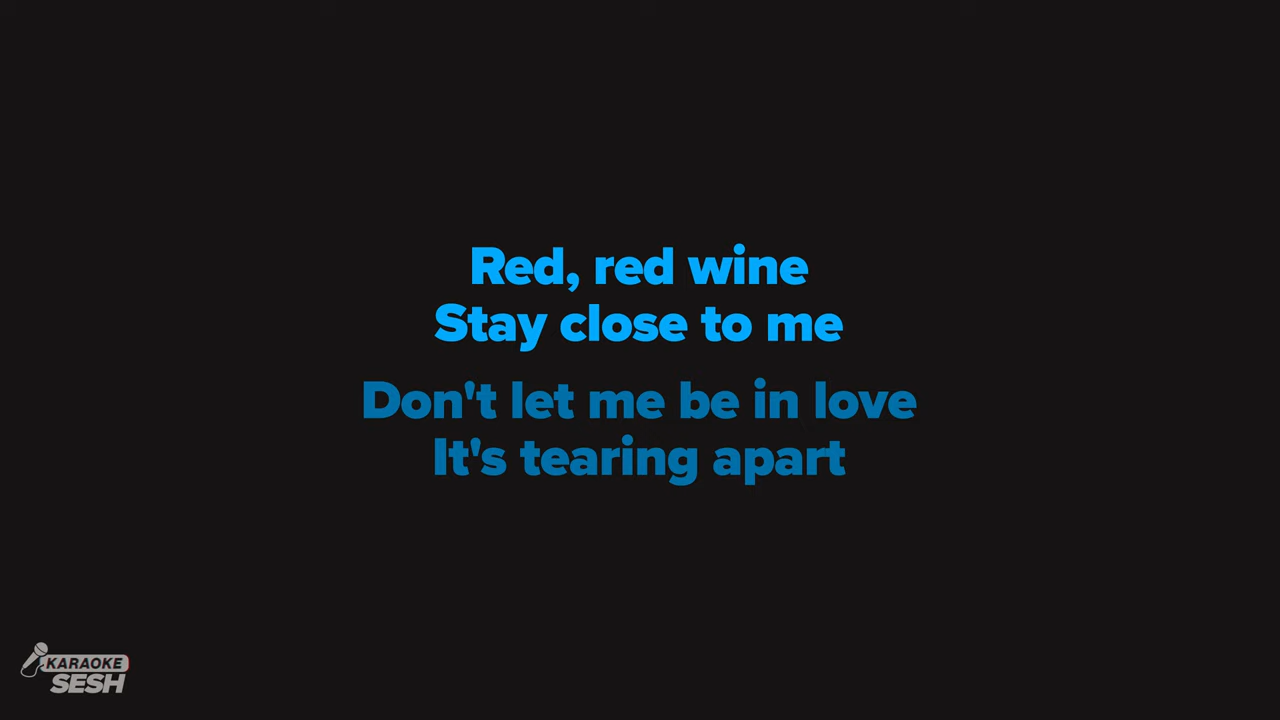 Red, red wine
Stay close to me
Don't let me be in love
It's tearing apart
KARAOKE
SESH